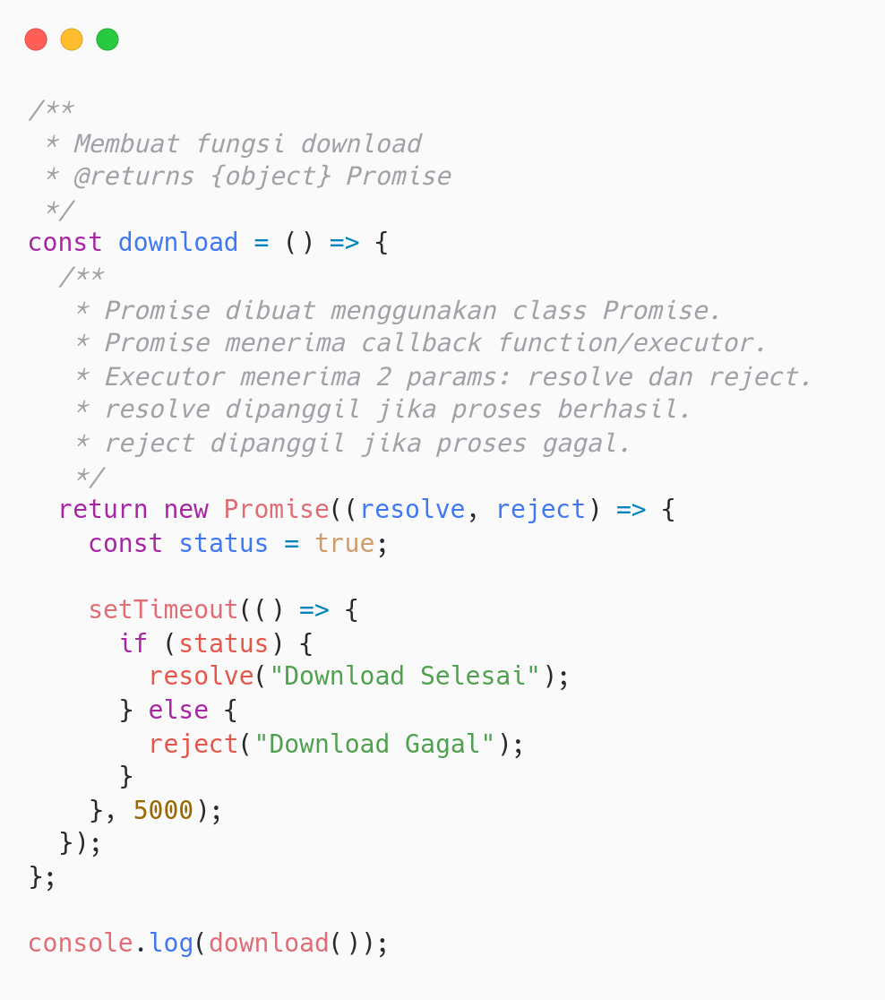 /**
 * Membuat fungsi download
 * @returns {object} Promise
 */
const download = () => {
  /**
   * Promise dibuat menggunakan class Promise.
   * Promise menerima callback function/executor.
   * Executor menerima 2 params: resolve dan reject.
   * resolve dipanggil jika proses berhasil.
   * reject dipanggil jika proses gagal.
   */
  return new Promise((resolve, reject) => {
    const status = true;

    setTimeout(() => {
      if (status) {
        resolve("Download Selesai");
      } else {
        reject("Download Gagal");
      }
    }, 5000);
  });
};

console.log(download());